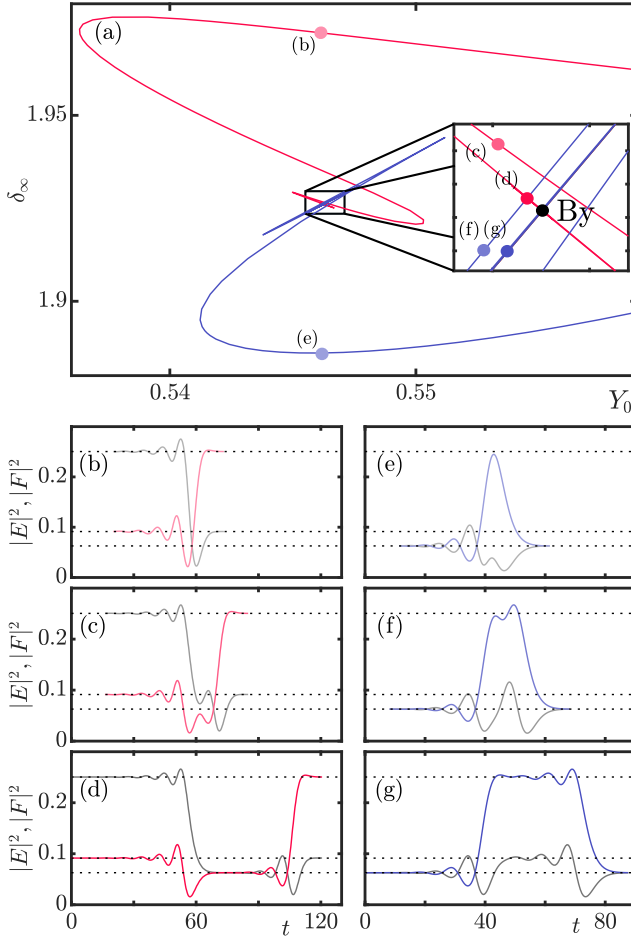 (a)
(b)
1.95
δ∞
(c)
(d)
By
(f) (g)
1.9
(e)
0.54
0.55
Y₀
|E|², |F|²
0.2
0.1
0
(b)
(e)
|E|², |F|²
0.2
0.1
0
(c)
(f)
|E|², |F|²
0.2
0.1
0
(d)
(g)
0
60
t
120
0
40
t
80